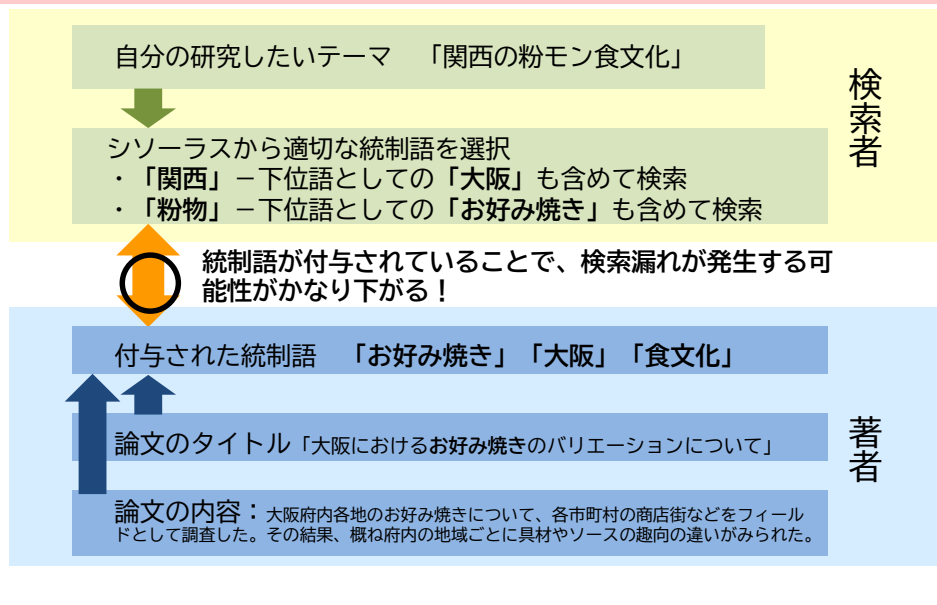 自分の研究したいテーマ 「関西の粉モン食文化」
検索者
シソーラスから適切な統制語を選択
・「関西」－下位語としての「大阪」も含めて検索
・「粉物」－下位語としての「お好み焼き」も含めて検索
統制語が付与されていることで、検索漏れが発生する可
能性がかなり下がる！
付与された統制語 「お好み焼き」「大阪」「食文化」
著者
論文のタイトル「大阪におけるお好み焼きのバリエーションについて」
論文の内容：大阪府内各地のお好み焼きについて、各市町村の商店街などをフィール
ドとして調査した。その結果、概ね府内の地域ごとに具材やソースの趣向の違いがみられた。